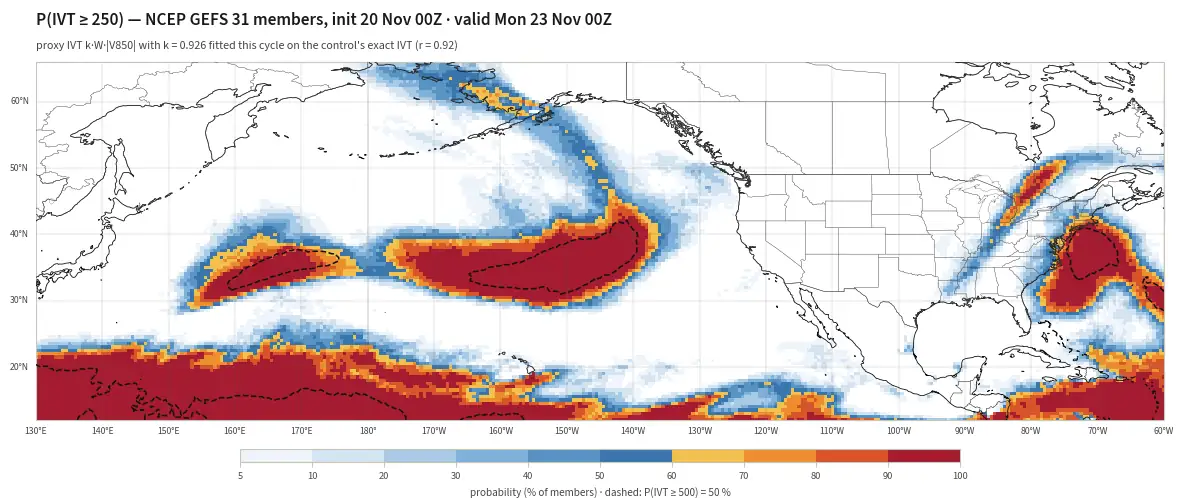 P(IVT ≥ 250) — NCEP GEFS 31 members, init 20 Nov 00Z · valid Mon 23 Nov 00Z
proxy IVT k·W·|V850| with k = 0.926 fitted this cycle on the control's exact IVT (r = 0.92)
60°N
50°N
40°N
30°N
20°N
130°E 140°E 150°E 160°E 170°E 180° 170°W 160°W 150°W 140°W 130°W 120°W 110°W 100°W 90°W 80°W 70°W 60°W
5 10 20 30 40 50 60 70 80 90 100
probability (% of members) · dashed: P(IVT ≥ 500) = 50 %